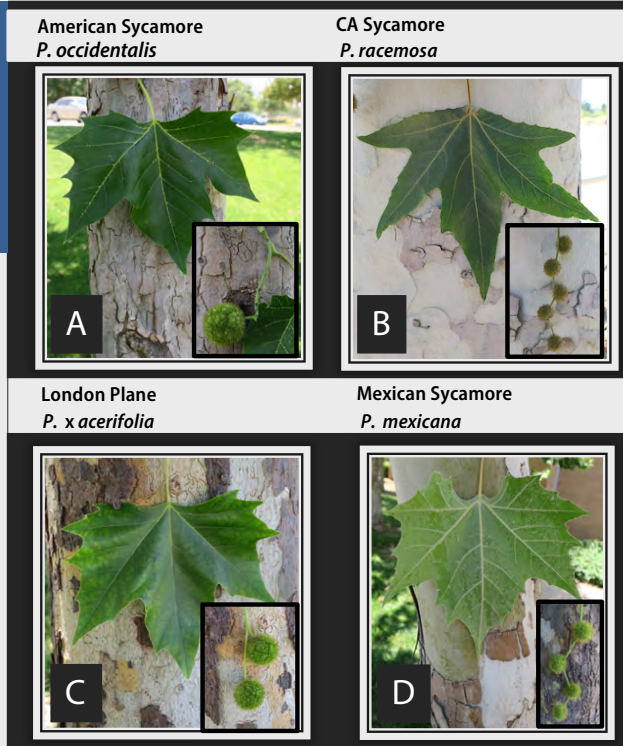 American Sycamore
P. occidentalis
CA Sycamore
P. racemosa
A
B
London Plane
P. x acerifolia
Mexican Sycamore
P. mexicana
C
D